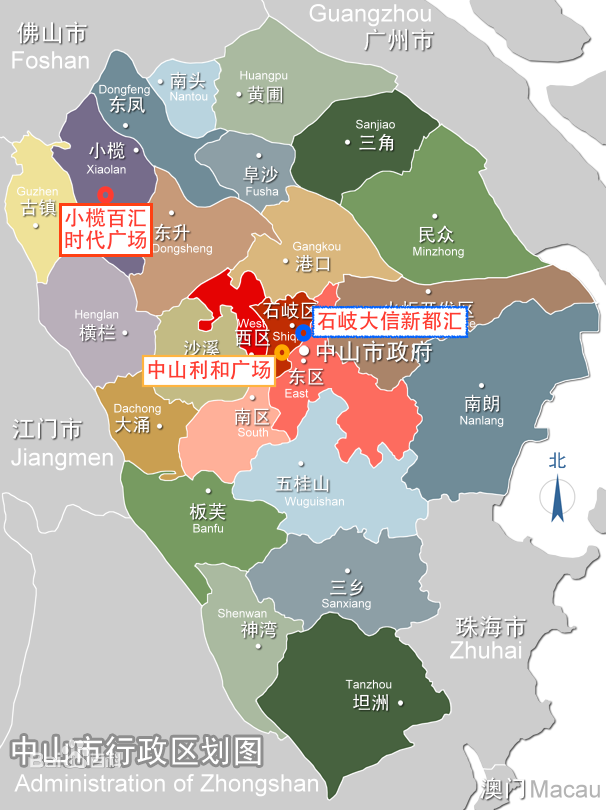 Guangzhou
广州市
佛山市
Foshan
Huangpu
黄圃
南头
Nantou
Dongfeng
东凤
Sanjiao
三角
小榄
Xiaolan
阜沙
Fusha
Guzhen
古镇
小榄百汇
时代广场
东升
Dongsheng
民众
Minzhong
Gangkou
港口
石岐区
Shiqi
石岐大信新都汇
Henglan
横栏
West
西区
沙溪
中山市政府
中山利和广场
东区
East
南朗
Nanlang
Dachong
大涌
南区
South
江门市
Jiangmen
北
五桂山
Wuguishan
板芙
Banfu
三乡
Sanxiang
Shenwan
神湾
珠海市
Zhuhai
Tanzhou
坦洲
中山市行政区划图
Administration of Zhongshan
澳门Macau